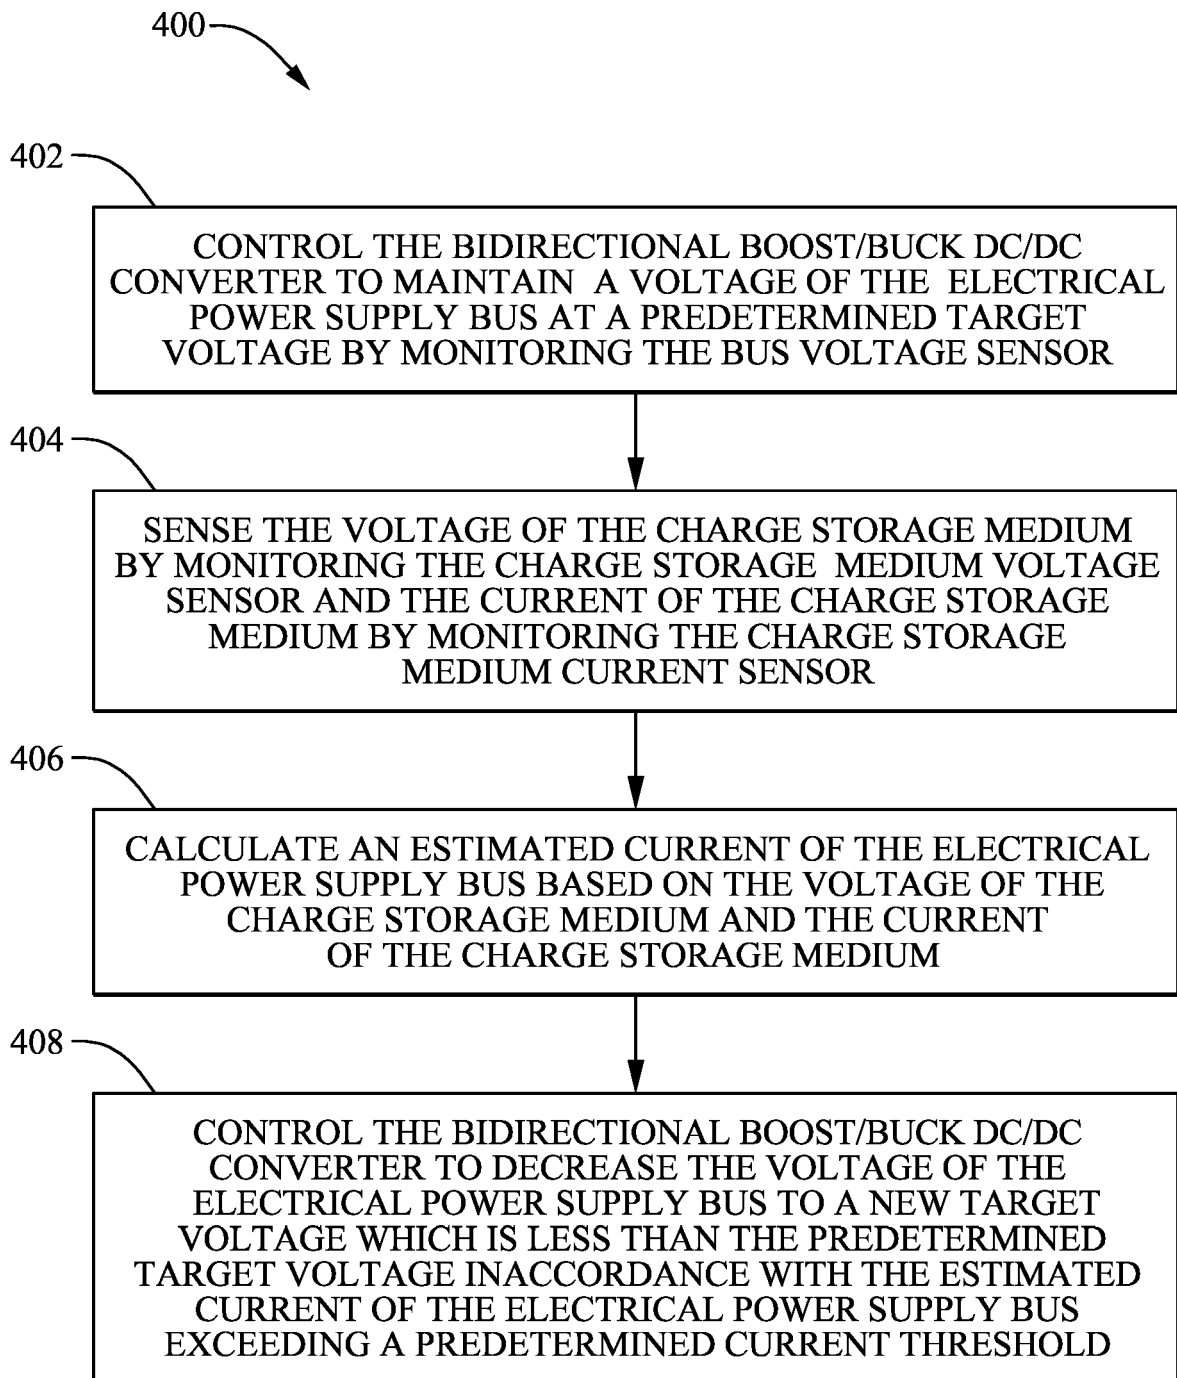 400
402
CONTROL THE BIDIRECTIONAL BOOST/BUCK DC/DC
CONVERTER TO MAINTAIN A VOLTAGE OF THE ELECTRICAL
POWER SUPPLY BUS AT A PREDETERMINED TARGET
VOLTAGE BY MONITORING THE BUS VOLTAGE SENSOR
404
SENSE THE VOLTAGE OF THE CHARGE STORAGE MEDIUM
BY MONITORING THE CHARGE STORAGE MEDIUM VOLTAGE
SENSOR AND THE CURRENT OF THE CHARGE STORAGE
MEDIUM BY MONITORING THE CHARGE STORAGE
MEDIUM CURRENT SENSOR
406
CALCULATE AN ESTIMATED CURRENT OF THE ELECTRICAL
POWER SUPPLY BUS BASED ON THE VOLTAGE OF THE
CHARGE STORAGE MEDIUM AND THE CURRENT
OF THE CHARGE STORAGE MEDIUM
408
CONTROL THE BIDIRECTIONAL BOOST/BUCK DC/DC
CONVERTER TO DECREASE THE VOLTAGE OF THE
ELECTRICAL POWER SUPPLY BUS TO A NEW TARGET
VOLTAGE WHICH IS LESS THAN THE PREDETERMINED
TARGET VOLTAGE INACCORDANCE WITH THE ESTIMATED
CURRENT OF THE ELECTRICAL POWER SUPPLY BUS
EXCEEDING A PREDETERMINED CURRENT THRESHOLD